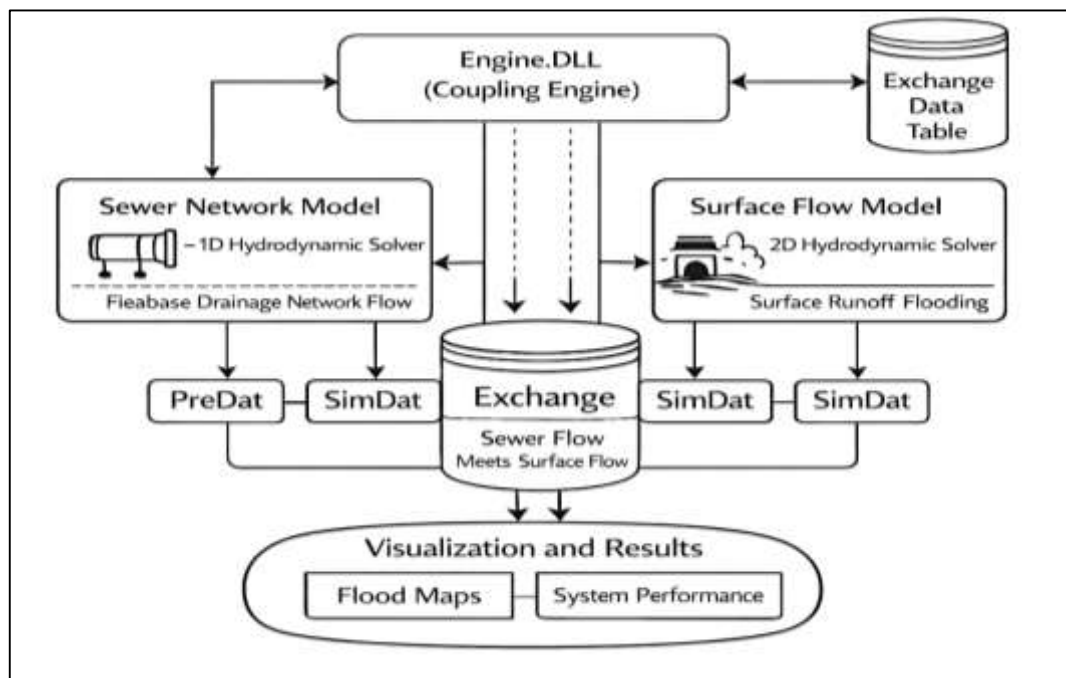 Engine.DLL
(Coupling Engine)
Exchange
Data
Table
Sewer Network Model
–1D Hydrodynamic Solver
Fieabase Drainage Network Flow
Surface Flow Model
2D Hydrodynamic Solver
Surface Runoff Flooding
PreDat
SimDat
Exchange
Sewer Flow
Meets Surface Flow
SimDat
SimDat
Visualization and Results
Flood Maps
System Performance